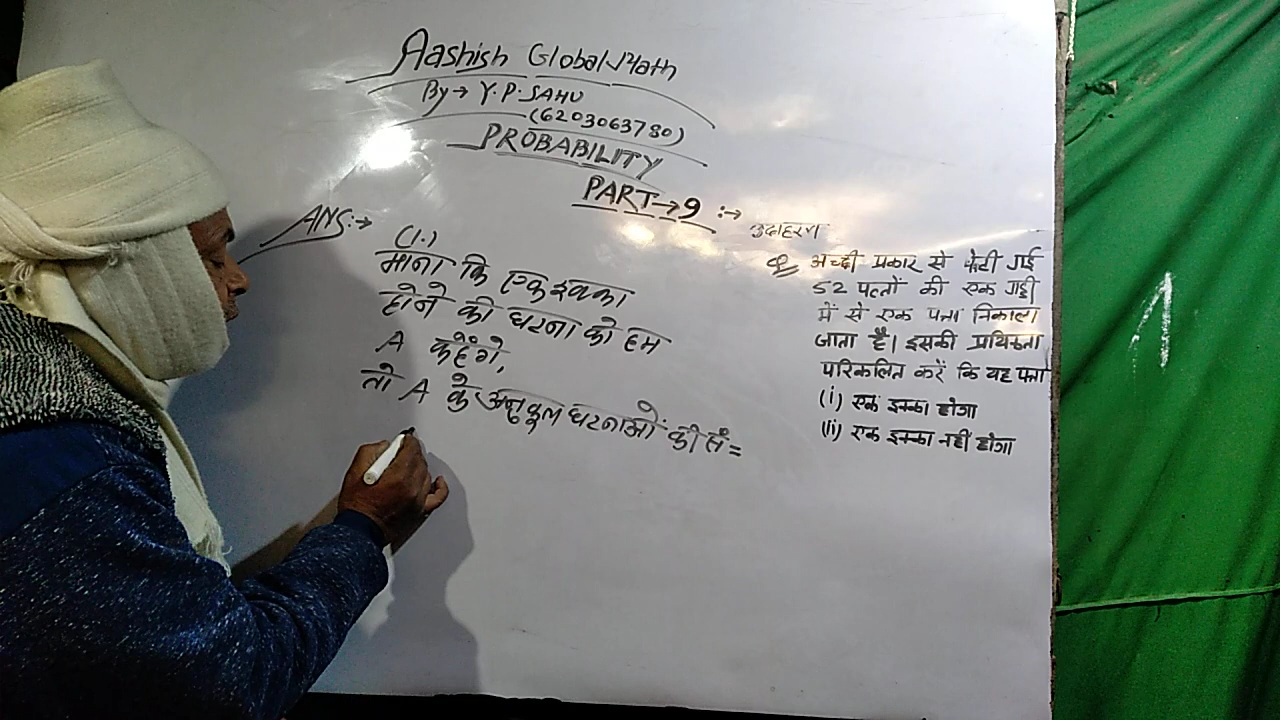 Aashish Global Math
By → Y.P. SAHU
(6203063780)
PROBABILITY
PART → 9 :→
ANS:→
(1.)
माना कि एक इक्का
होने की घटना को हम
A कहेंगे,
तो A के अनुकूल घटनाओं की सं =
उदाहरण
Q अच्छी प्रकार से फेटी गई
52 पत्तों की एक गड्डी
में से एक पत्ता निकाला
जाता है। इसकी प्रायिकता
परिकलित करें कि यह पत्ता
(i) एक इक्का होगा
(ii) एक इक्का नहीं होगा
1